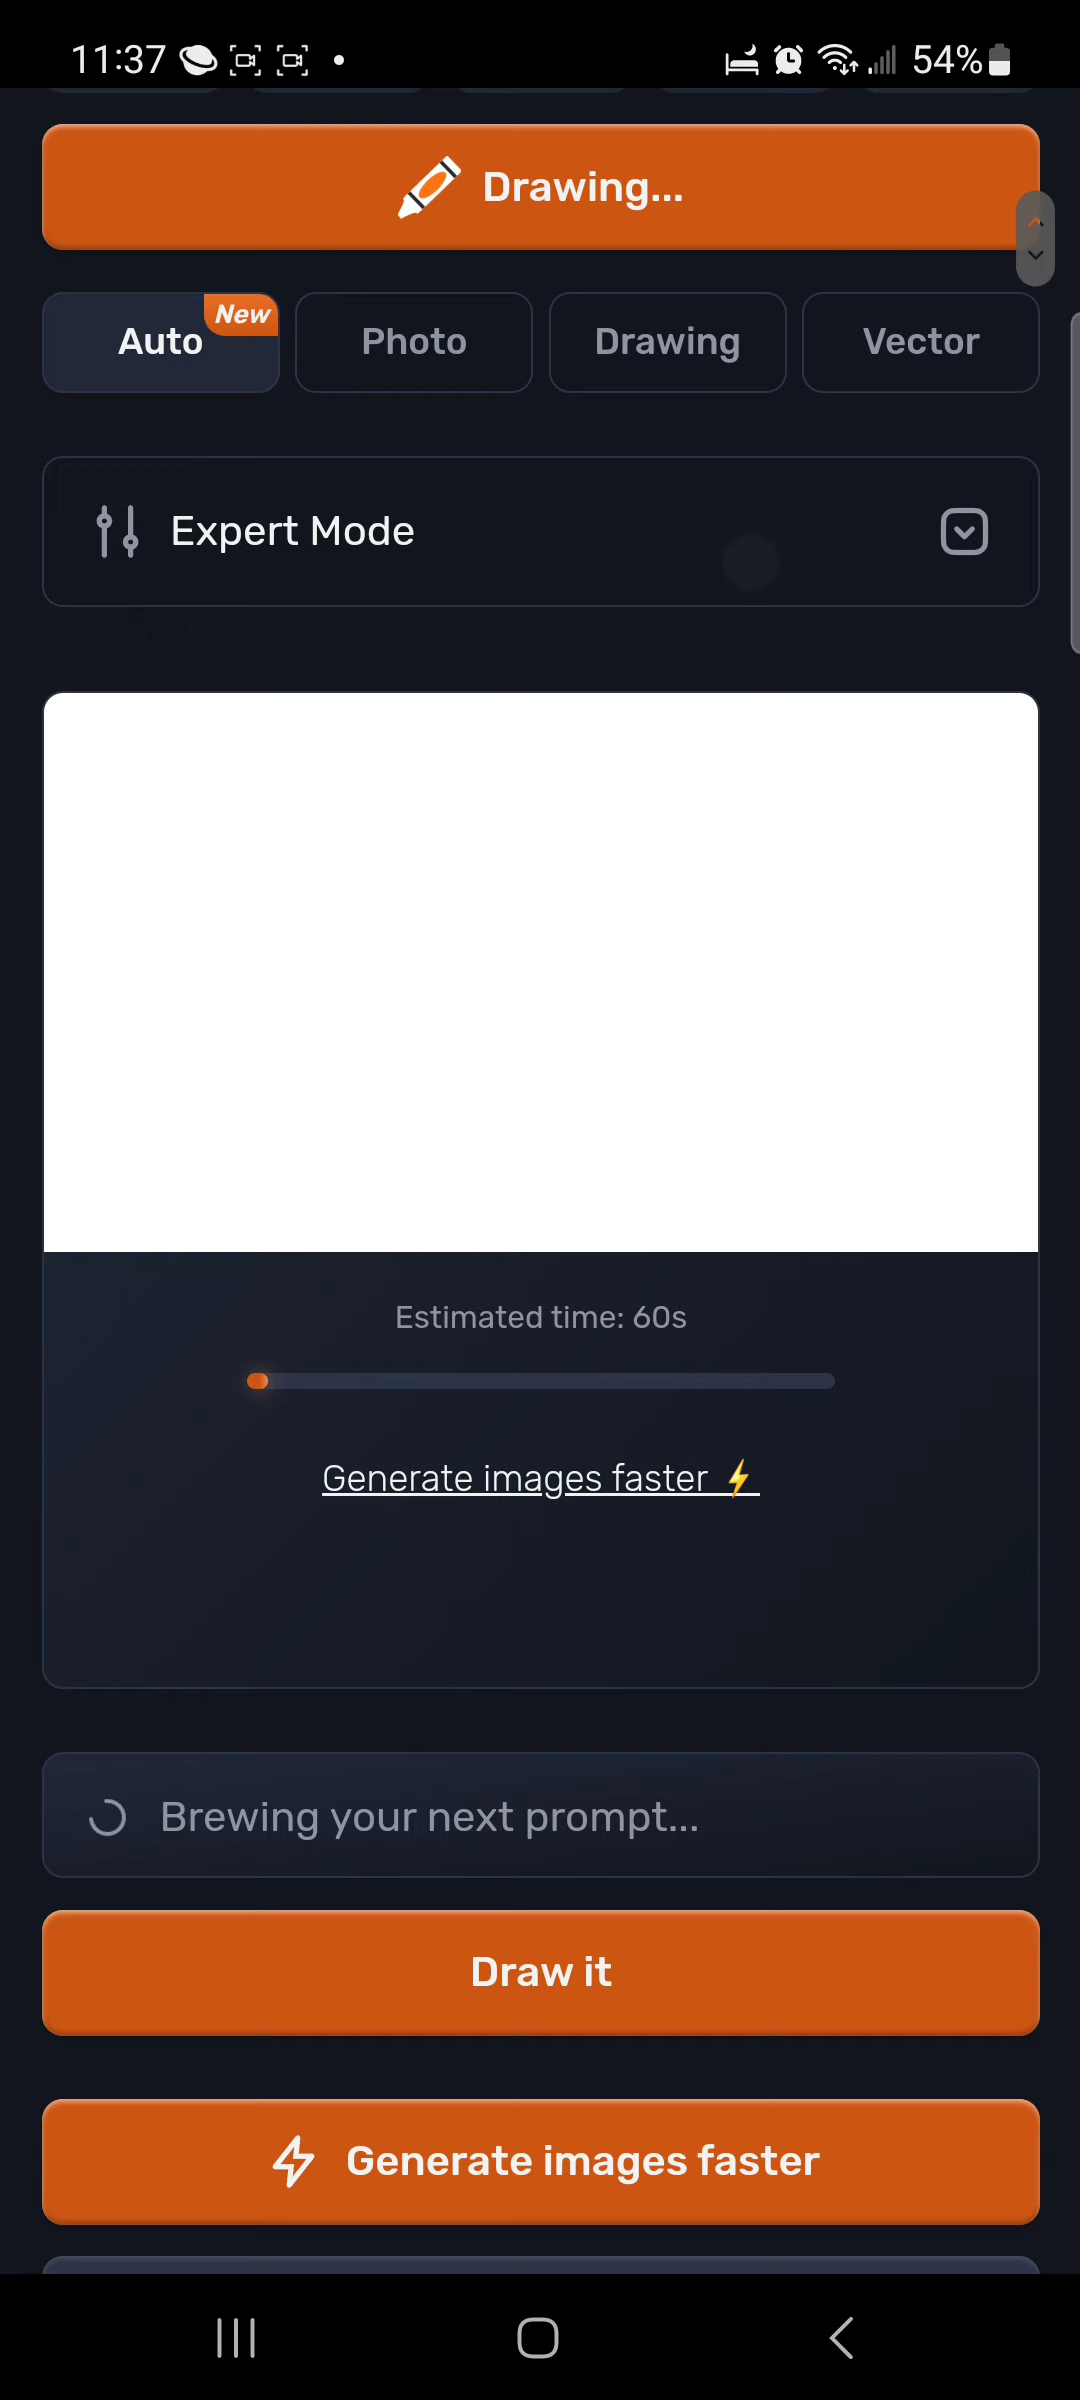 11:37 54%
Drawing...
Auto New Photo Drawing Vector
Expert Mode
Estimated time: 60s
Generate images faster ⚡
Brewing your next prompt...
Draw it
Generate images faster